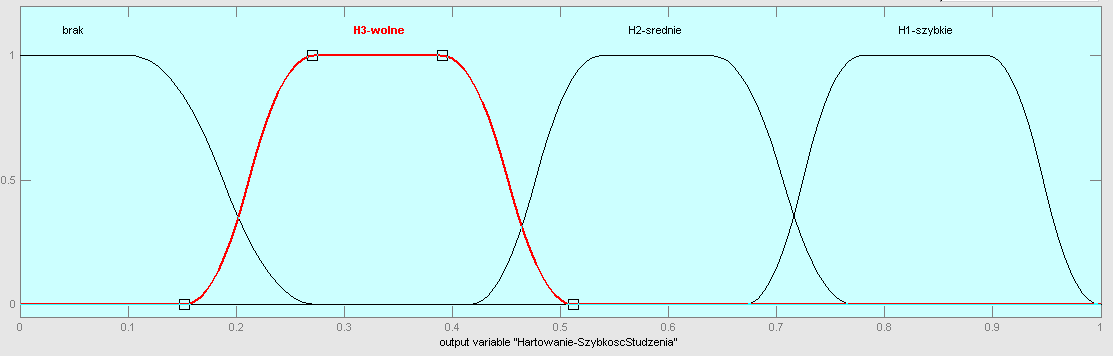 brak H3-wolne H2-srednie H1-szybkie
1
0.5
0
0 0.1 0.2 0.3 0.4 0.5 0.6 0.7 0.8 0.9 1
output variable "Hartowanie-SzybkoscStudzenia"